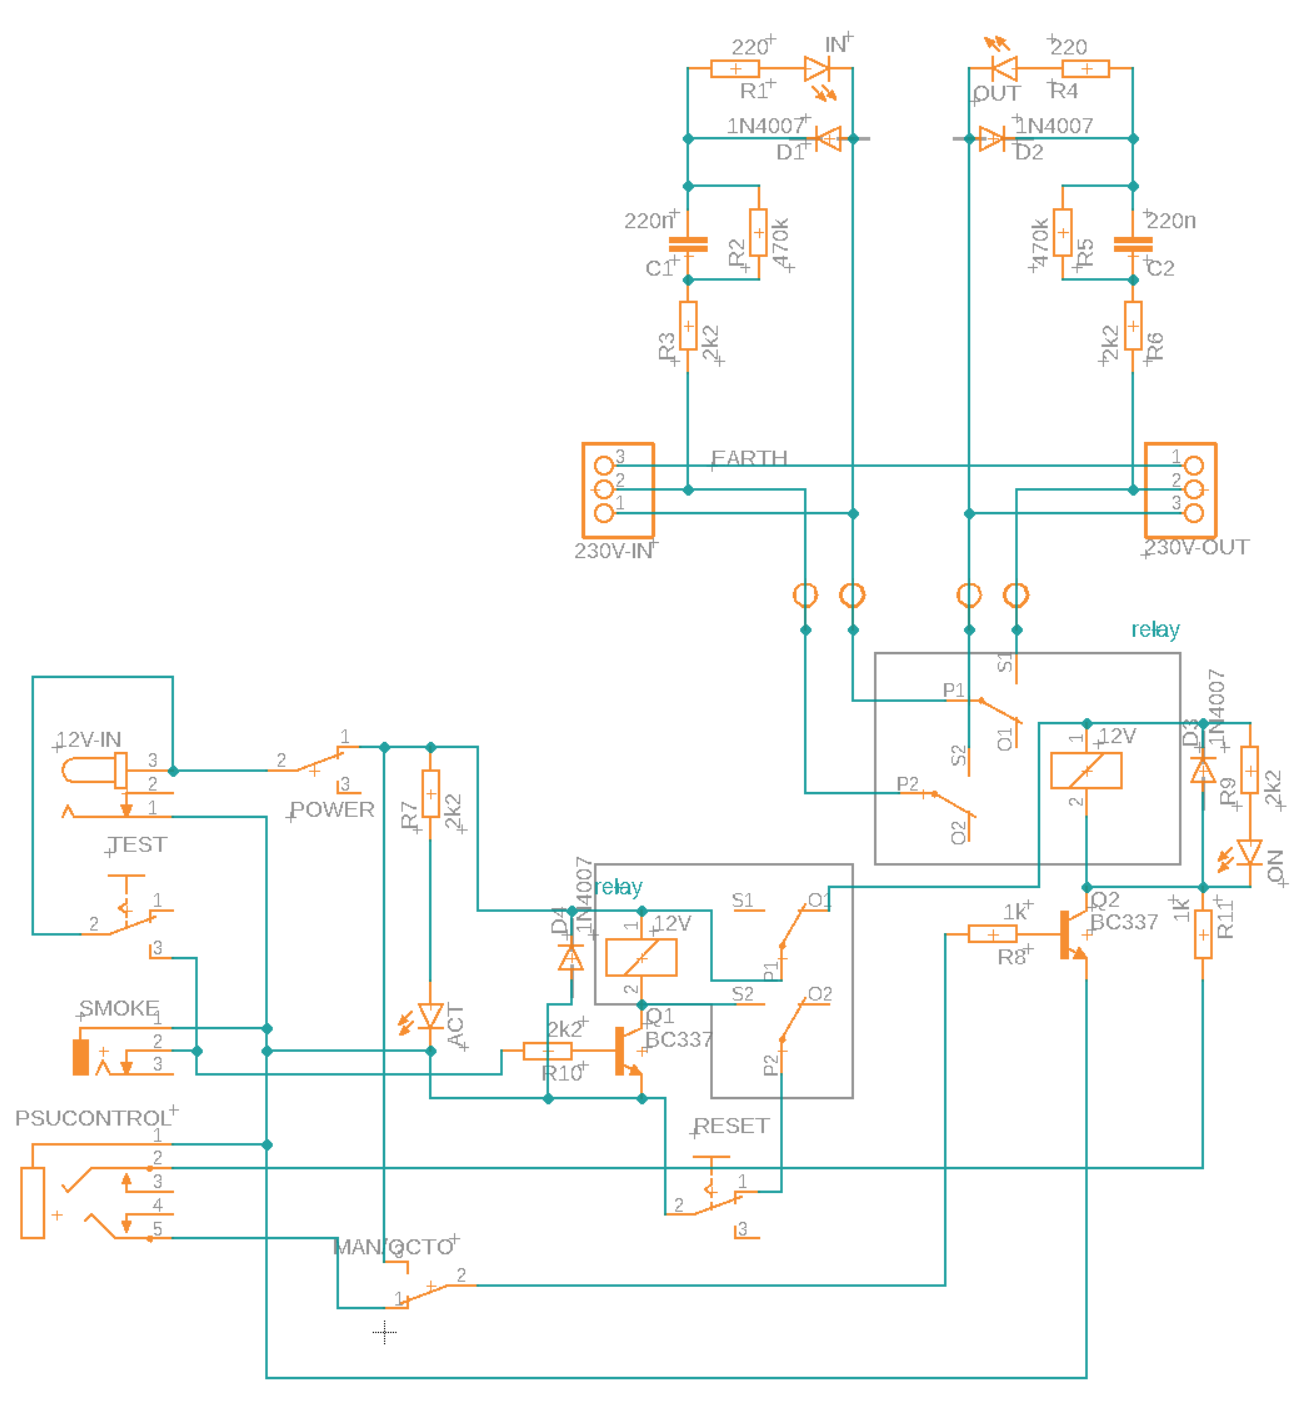 220
IN
R1
220
OUT
R4
1N4007
D1
1N4007
D2
220n
C1
R2
470k
470k
R5
220n
C2
R3
2k2
2k2
R6
3
2
1
EARTH
1
2
3
230V-IN
230V-OUT
relay
S1
P1
O1
S2
P2
O2
1
12V
2
D3
1N4007
R9
2k2
ON
12V-IN
3
2
1
2
1
3
POWER
R7
2k2
TEST
1
2
3
D4
1N4007
relay
1
12V
2
S1
O1
P1
S2
O2
P2
Q2
BC337
1k
R8
1k
R11
SMOKE
1
2
3
ACT
2k2
R10
Q1
BC337
PSUCONTROL
1
2
3
4
5
RESET
1
2
3
MAN/OCTO
3
2
1